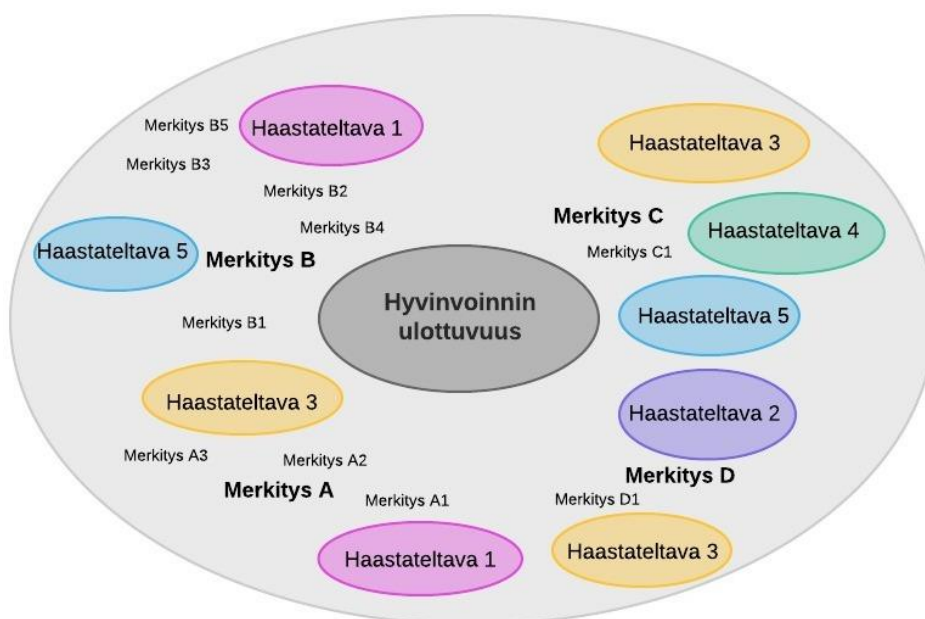 Merkitys B5
Haastateltava 1
Merkitys B3
Merkitys B2
Merkitys B4
Haastateltava 5
Merkitys B
Merkitys B1
Haastateltava 3
Merkitys A3
Merkitys A2
Merkitys A
Merkitys A1
Haastateltava 1
Hyvinvoinnin
ulottuvuus
Haastateltava 3
Merkitys C
Haastateltava 4
Merkitys C1
Haastateltava 5
Haastateltava 2
Merkitys D
Merkitys D1
Haastateltava 3